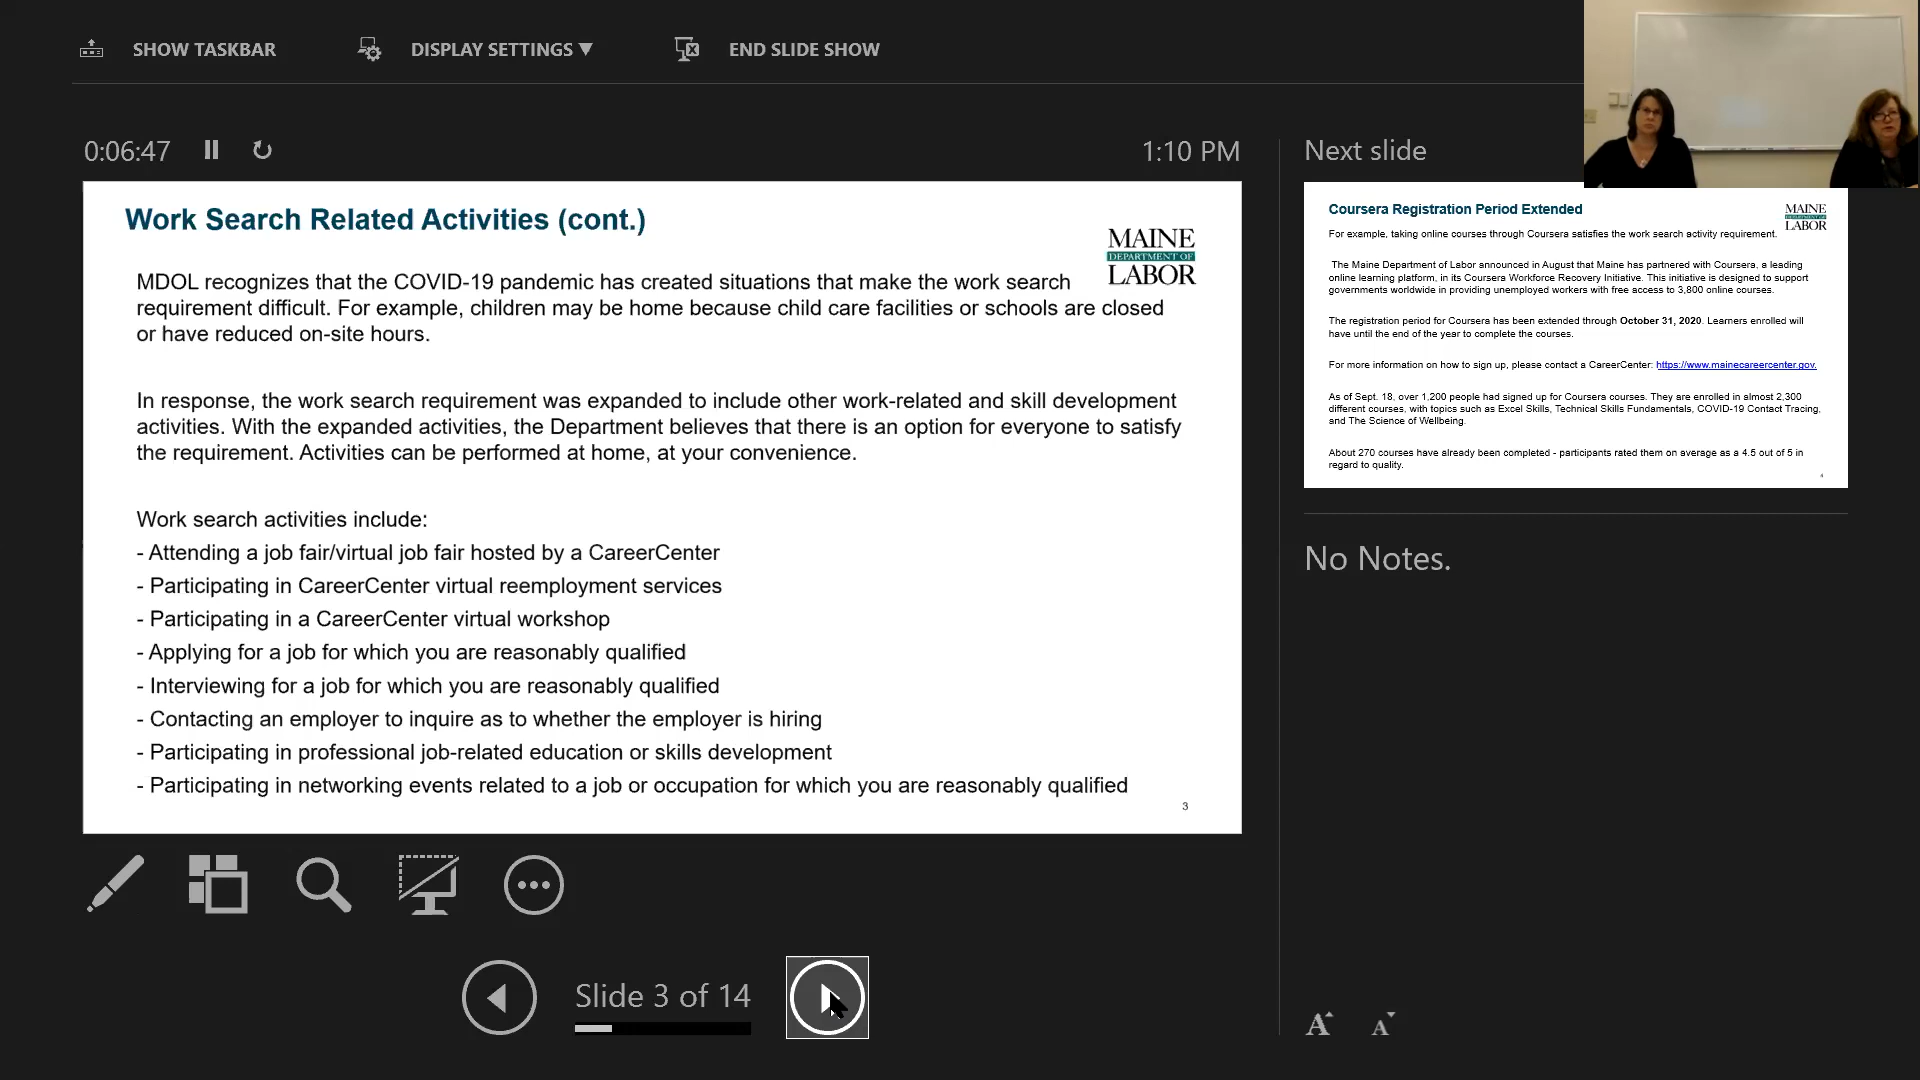 SHOW TASKBAR
DISPLAY SETTINGS ▼
END SLIDE SHOW
0:06:47
1:10 PM
Work Search Related Activities (cont.)
MAINE
DEPARTMENT OF
LABOR
MDOL recognizes that the COVID-19 pandemic has created situations that make the work search
requirement difficult. For example, children may be home because child care facilities or schools are closed
or have reduced on-site hours.
In response, the work search requirement was expanded to include other work-related and skill development
activities. With the expanded activities, the Department believes that there is an option for everyone to satisfy
the requirement. Activities can be performed at home, at your convenience.
Work search activities include:
- Attending a job fair/virtual job fair hosted by a CareerCenter
- Participating in CareerCenter virtual reemployment services
- Participating in a CareerCenter virtual workshop
- Applying for a job for which you are reasonably qualified
- Interviewing for a job for which you are reasonably qualified
- Contacting an employer to inquire as to whether the employer is hiring
- Participating in professional job-related education or skills development
- Participating in networking events related to a job or occupation for which you are reasonably qualified
3
Slide 3 of 14
Next slide
Coursera Registration Period Extended
MAINE
DEPARTMENT OF
LABOR
For example, taking online courses through Coursera satisfies the work search activity requirement.
The Maine Department of Labor announced in August that Maine has partnered with Coursera, a leading
online learning platform, in its Coursera Workforce Recovery Initiative. This initiative is designed to support
governments worldwide in providing unemployed workers with free access to 3,800 online courses.
The registration period for Coursera has been extended through October 31, 2020. Learners enrolled will
have until the end of the year to complete the courses.
For more information on how to sign up, please contact a CareerCenter: https://www.mainecareercenter.gov.
As of Sept. 18, over 1,200 people had signed up for Coursera courses. They are enrolled in almost 2,300
different courses, with topics such as Excel Skills, Technical Skills Fundamentals, COVID-19 Contact Tracing,
and The Science of Wellbeing.
About 270 courses have already been completed - participants rated them on average as a 4.5 out of 5 in
regard to quality.
4
No Notes.
A A